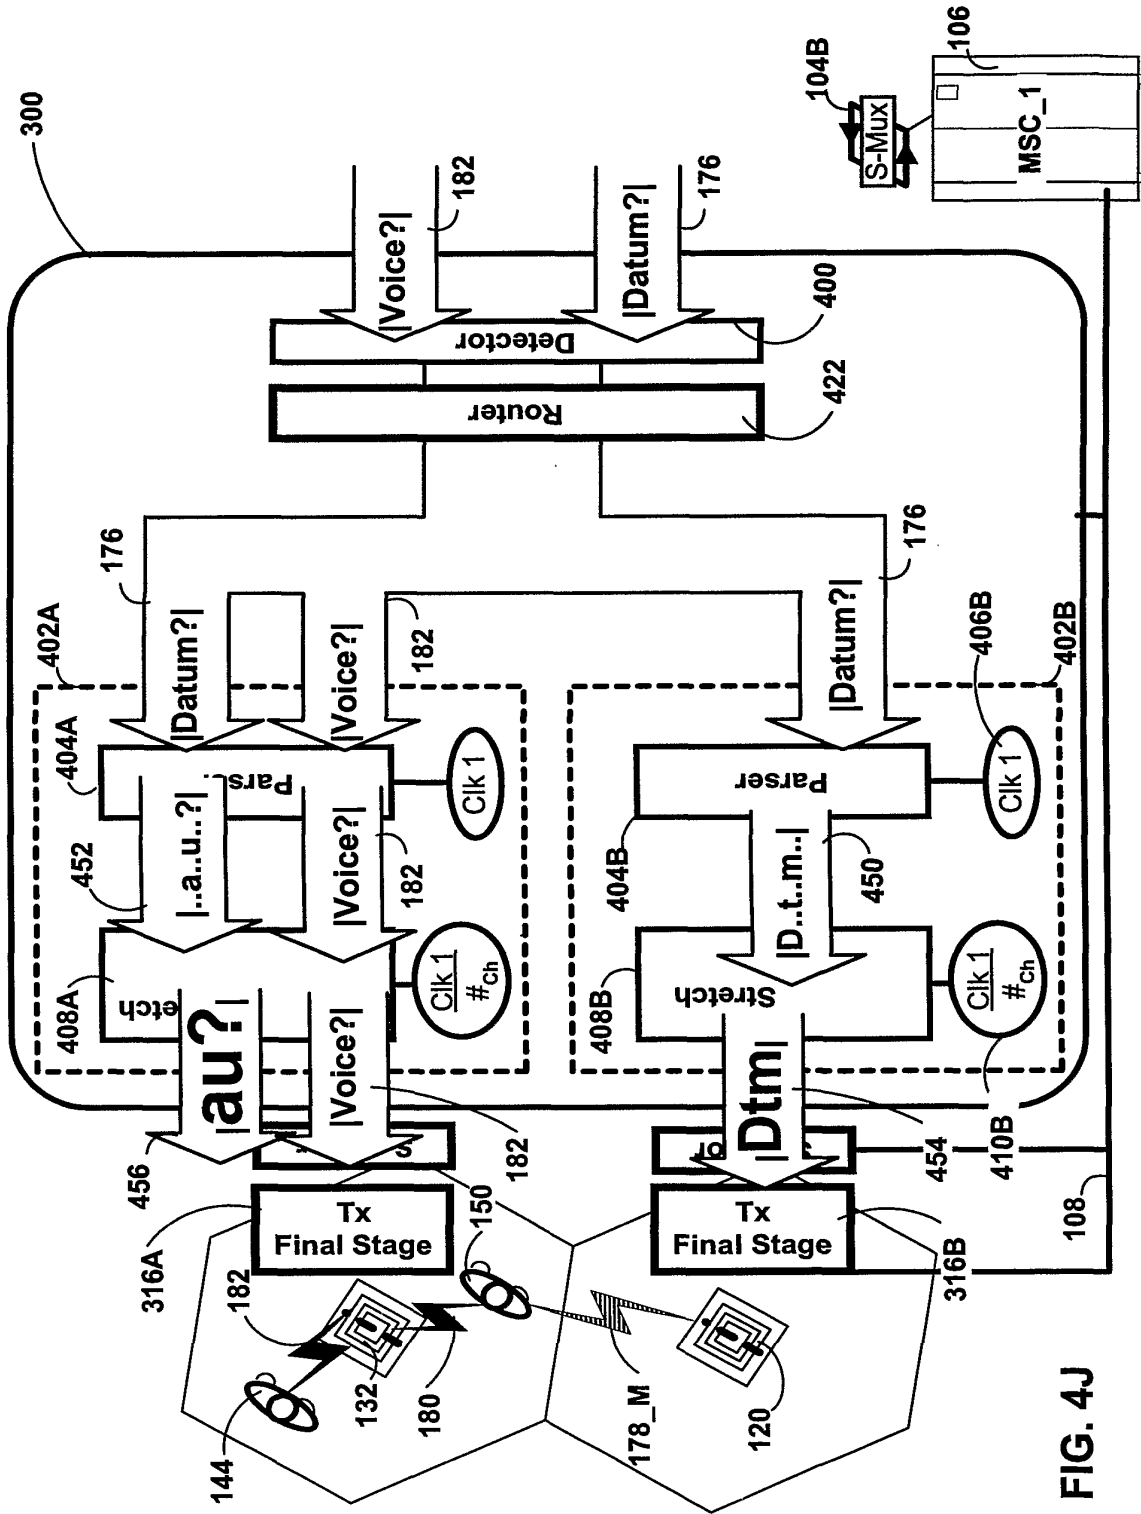 300
106
104B
S-Mux
MSC_1
|Voice?|
182
|Datum?|
176
Detector
400
Router
422
176
402A
|Datum?|
|Voice?|
182
|Datum?|
176
406B
402B
404A
Parser
Clk 1
Parser
Clk 1
452
|..a..u..?|
|Voice?|
182
404B
|D..t..m..|
450
408A
etch
Clk 1
#Ch
408B
Stretch
Clk 1
#Ch
|au?|
|Voice?|
|Dtm|
456
182
454
410B
108
316A
Tx
Final Stage
150
Tx
Final Stage
316B
182
144
132
180
178_M
120
FIG. 4J